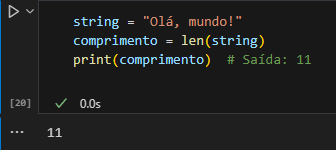 string = "Olá, mundo!"
comprimento = len(string)
print(comprimento)  # Saída: 11
[20]
0.0s
11